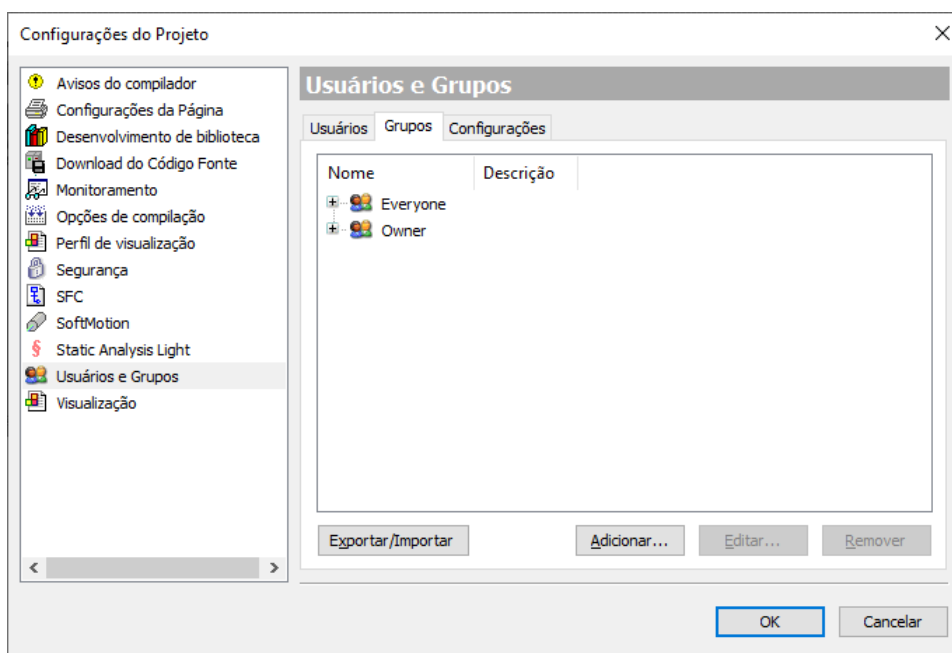 Configurações do Projeto
Avisos do compilador
Configurações da Página
Desenvolvimento de biblioteca
Download do Código Fonte
Monitoramento
Opções de compilação
Perfil de visualização
Segurança
SFC
SoftMotion
Static Analysis Light
Usuários e Grupos
Visualização
Usuários e Grupos
Usuários Grupos Configurações
Nome Descrição
Everyone
Owner
Exportar/Importar Adicionar... Editar... Remover
OK Cancelar